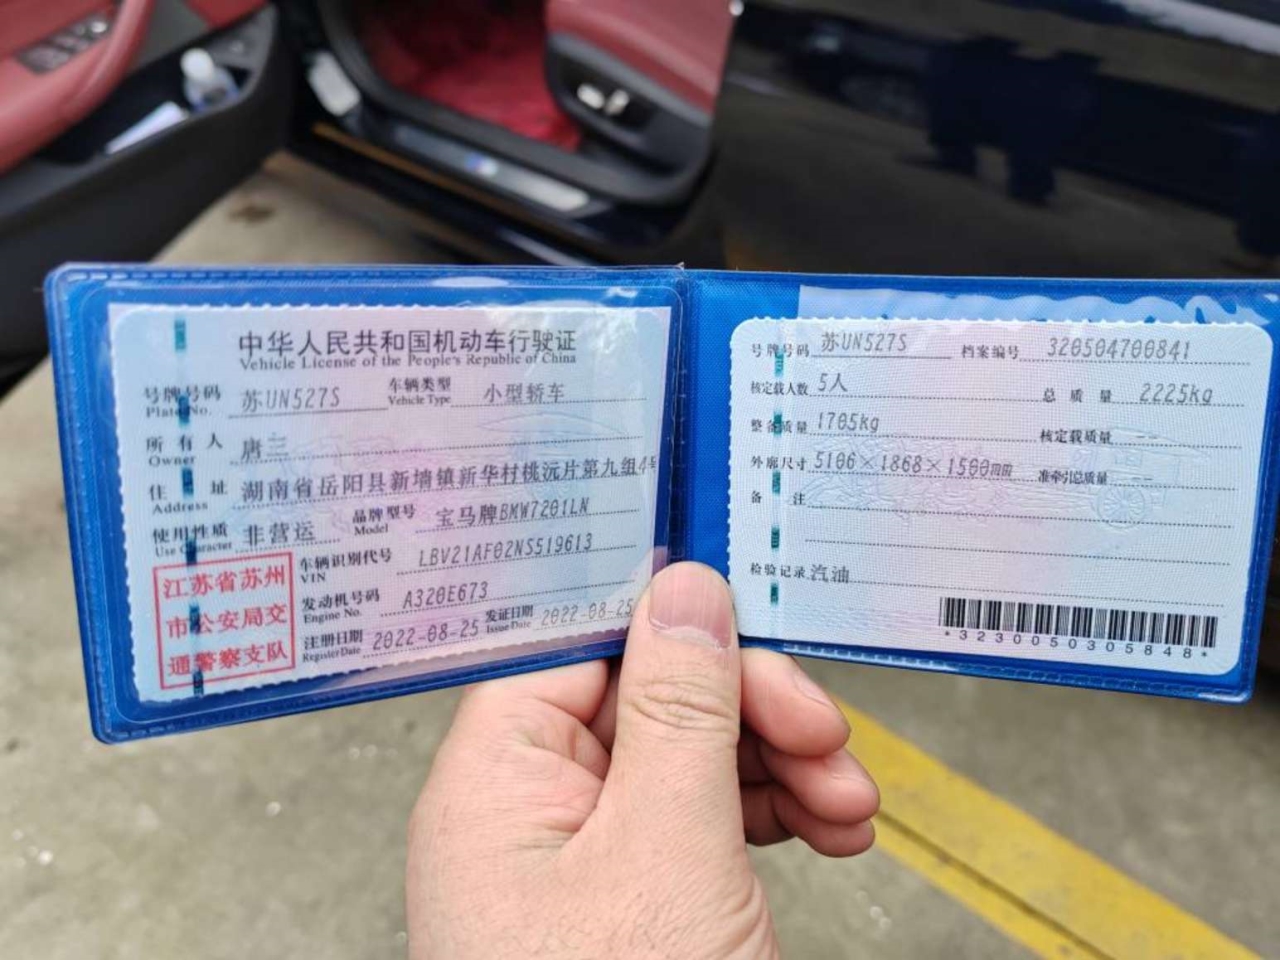 中华人民共和国机动车行驶证
Vehicle License of the People's Republic of China
号牌号码 苏UN527S 车辆类型 小型轿车
Plate No. Vehicle Type
所有人 唐三
Owner
住址 湖南省岳阳县新墙镇新华村桃沅片第九组4号
Address
使用性质 非营运 品牌型号 宝马牌BMW7201LN
Use Character Model
车辆识别代号 LBV21AF02NS519613
VIN
发动机号码 A320E673
Engine No.
注册日期 2022-08-25 发证日期 2022-08-25
Register Date Issue Date
江苏省苏州
市公安局交
通警察支队
号牌号码 苏UN527S 档案编号 320504700841
核定载人数 5人 总质量 2225kg
整备质量 1705kg 核定载质量 --
外廓尺寸 5106×1868×1500mm 准牵引总质量 --
备注
检验记录 汽油
*3230050305848*